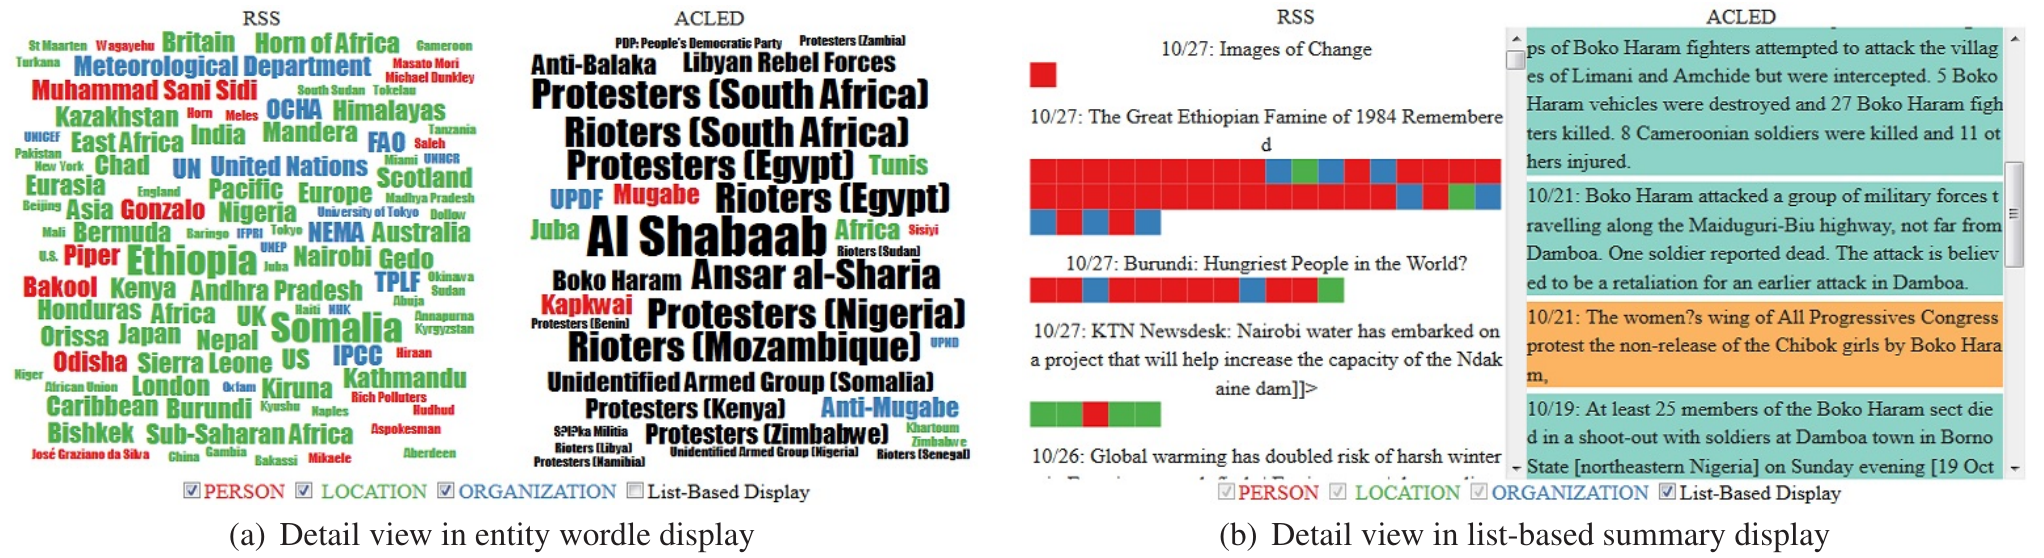 RSS
St Maarten Wagayehu Britain Horn of Africa Cameroon
Turkana Meteorological Department Masato Mori
Michael Dunkley
Muhammad Sani Sidi South Sudan Tokelau
Kazakhstan Horn Meles OCHA Himalayas
UNICEF East Africa India Mandera FAO Tanzania
Saleh
Pakistan New York Chad UN United Nations Miami UNHCR
Eurasia England Pacific Europe Scotland
Madhya Pradesh
Beijing Asia Gonzalo Nigeria University of Tokyo Dollow
Mali Bermuda Baringo IFPRI Tokyo NEMA Australia
U.S. Piper Ethiopia UNEP Juba Nairobi Gedo
Bakool Kenya Andhra Pradesh TPLF Okinawa
Sudan
Abuja
Honduras Africa UK Haiti NHK Annapurna
Orissa Japan Nepal Somalia Kyrgyzstan
Odisha Sierra Leone US IPCC Hiraan
Niger African Union London Oxfam Kiruna Kathmandu
Caribbean Burundi Kyushu Naples Rich Polluters
Hudhud
Bishkek Sub-Saharan Africa Aspokesman
José Graziano da Silva China Gambia Bakassi Mikaele Aberdeen
ACLED
PDP: People's Democratic Party Protesters (Zambia)
Anti-Balaka Libyan Rebel Forces
Protesters (South Africa)
Rioters (South Africa)
Protesters (Egypt) Tunis
UPDF Mugabe Rioters (Egypt)
Juba Al Shabaab Africa Sisiyi
Rioters (Sudan)
Boko Haram Ansar al-Sharia
Kapkwai Protesters (Nigeria)
Protesters (Benin)
Rioters (Mozambique) UPND
Unidentified Armed Group (Somalia)
Protesters (Kenya) Anti-Mugabe
S?l?ka Militia Protesters (Zimbabwe) Khartoum
Zimbabwe
Rioters (Libya) Unidentified Armed Group (Nigeria) Rioters (Senegal)
Protesters (Namibia)
PERSON LOCATION ORGANIZATION List-Based Display
(a) Detail view in entity wordle display
RSS
10/27: Images of Change
10/27: The Great Ethiopian Famine of 1984 Remembere
d
10/27: Burundi: Hungriest People in the World?
10/27: KTN Newsdesk: Nairobi water has embarked on
a project that will help increase the capacity of the Ndak
aine dam]]>
10/26: Global warming has doubled risk of harsh winter
ACLED
ps of Boko Haram fighters attempted to attack the villag
es of Limani and Amchide but were intercepted. 5 Boko
Haram vehicles were destroyed and 27 Boko Haram figh
ters killed. 8 Cameroonian soldiers were killed and 11 ot
hers injured.
10/21: Boko Haram attacked a group of military forces t
ravelling along the Maiduguri-Biu highway, not far from
Damboa. One soldier reported dead. The attack is believ
ed to be a retaliation for an earlier attack in Damboa.
10/21: The women?s wing of All Progressives Congress
protest the non-release of the Chibok girls by Boko Hara
m,
10/19: At least 25 members of the Boko Haram sect die
d in a shoot-out with soldiers at Damboa town in Borno
State [northeastern Nigeria] on Sunday evening [19 Oct
PERSON LOCATION ORGANIZATION List-Based Display
(b) Detail view in list-based summary display